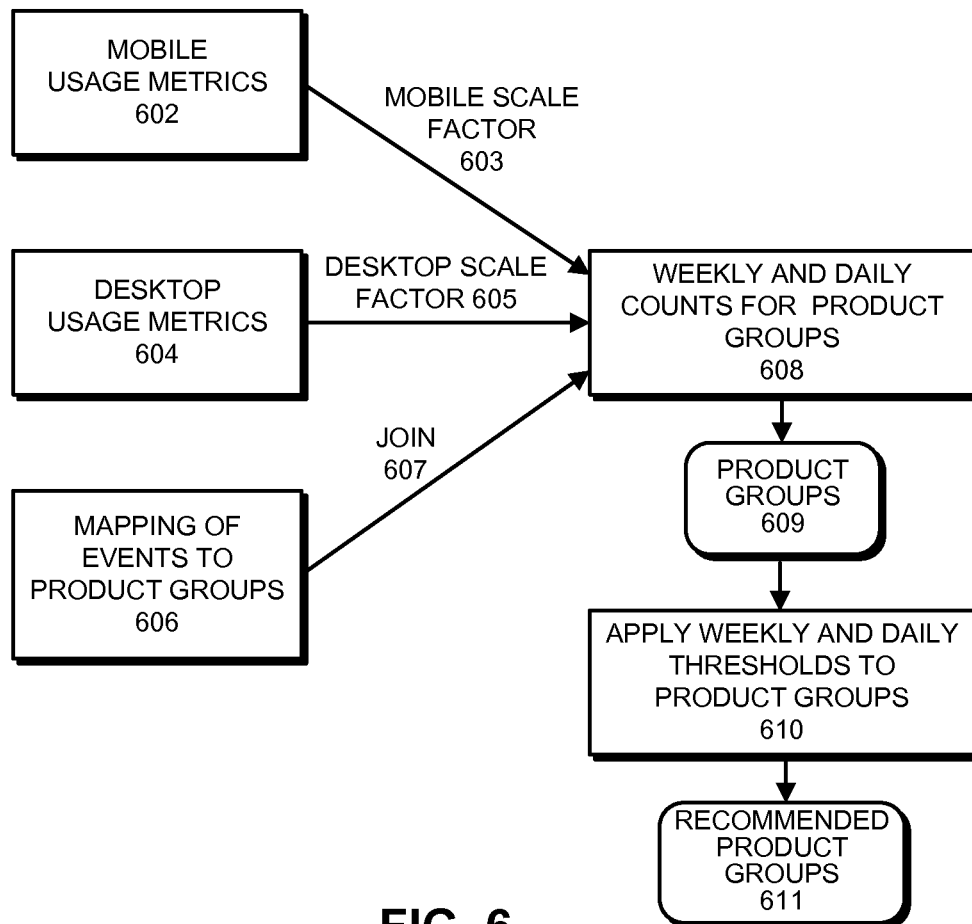 MOBILE
USAGE METRICS
602
MOBILE SCALE
FACTOR
603
DESKTOP
USAGE METRICS
604
DESKTOP SCALE
FACTOR 605
WEEKLY AND DAILY
COUNTS FOR PRODUCT
GROUPS
608
JOIN
607
PRODUCT
GROUPS
609
MAPPING OF
EVENTS TO
PRODUCT GROUPS
606
APPLY WEEKLY AND DAILY
THRESHOLDS TO
PRODUCT GROUPS
610
RECOMMENDED
PRODUCT
GROUPS
611
FIG. 6